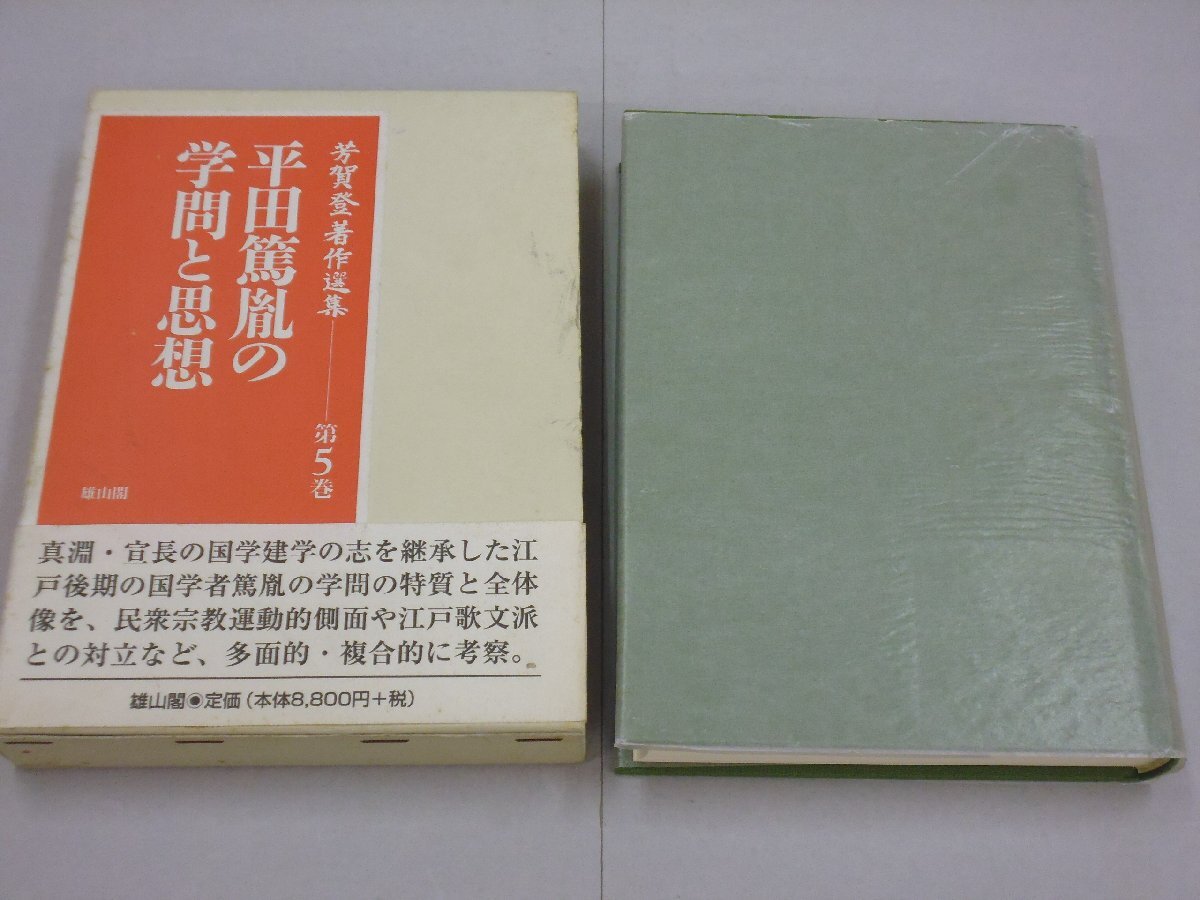 芳賀登著作選集――第5巻
平田篤胤の
学問と思想
雄山閣
真淵・宣長の国学建学の志を継承した江
戸後期の国学者篤胤の学問の特質と全体
像を、民衆宗教運動的側面や江戸歌文派
との対立など、多面的・複合的に考察。
雄山閣◉定価(本体8,800円+税)